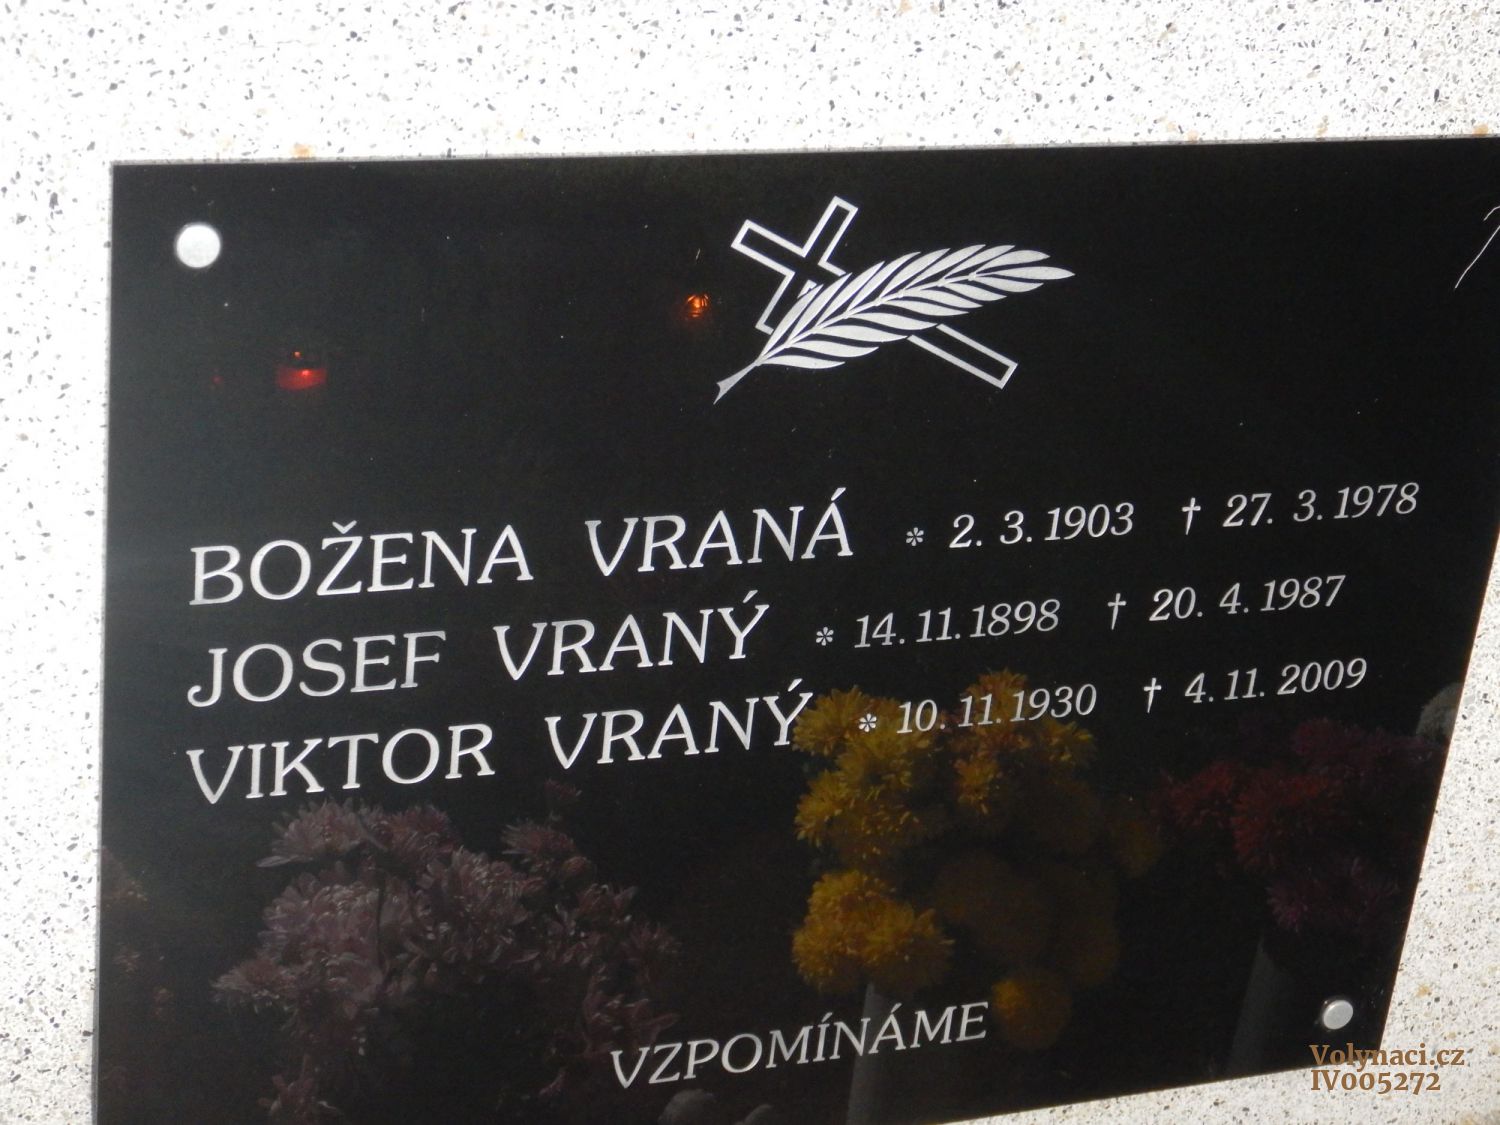 BOŽENA VRANÁ * 2. 3. 1903 † 27. 3. 1978
JOSEF VRANÝ * 14. 11. 1898 † 20. 4. 1987
VIKTOR VRANÝ * 10. 11. 1930 † 4. 11. 2009
VZPOMÍNÁME
Volynaci.cz
IV005272